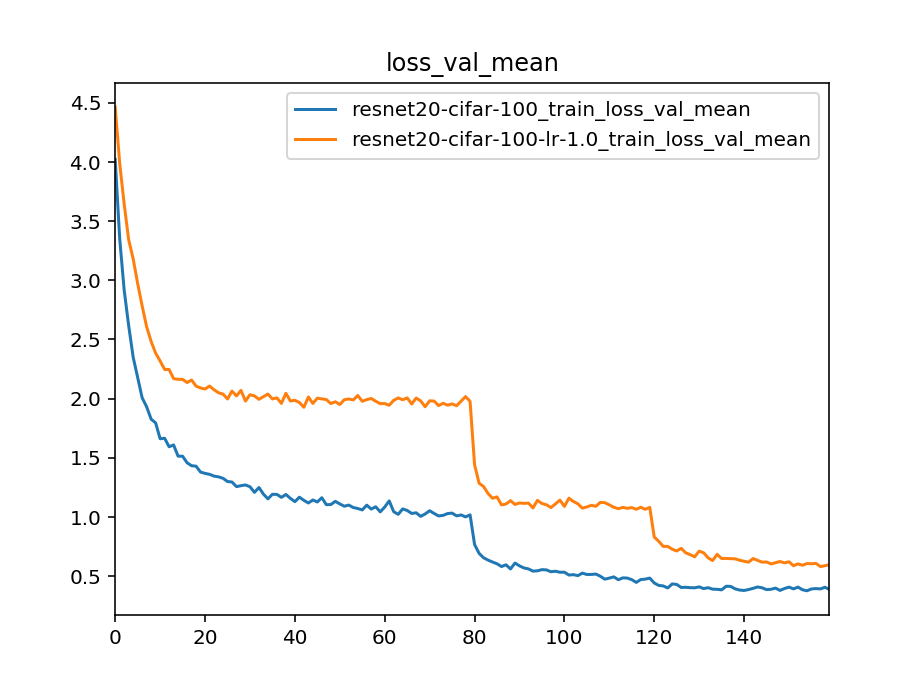 loss_val_mean
resnet20-cifar-100_train_loss_val_mean
resnet20-cifar-100-lr-1.0_train_loss_val_mean
4.5
4.0
3.5
3.0
2.5
2.0
1.5
1.0
0.5
0 20 40 60 80 100 120 140